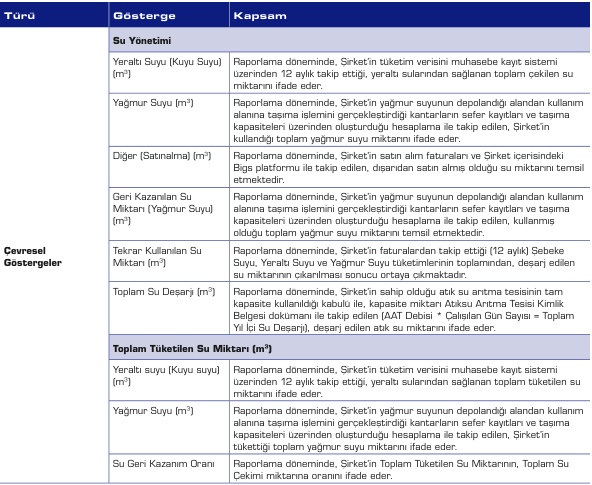 Türü Gösterge Kapsam
Su Yönetimi
Yeraltı Suyu (Kuyu Suyu)
(m³)
Raporlama döneminde, Şirket'in tüketim verisini muhasebe kayıt sistemi
üzerinden 12 aylık takip ettiği, yeraltı sularından sağlanan toplam çekilen su
miktarını ifade eder.
Yağmur Suyu (m³)
Raporlama döneminde, Şirket'in yağmur suyunun depolandığı alandan kullanım
alanına taşıma işlemini gerçekleştirdiği kantarların sefer kayıtları ve taşıma
kapasiteleri üzerinden oluşturduğu hesaplama ile takip edilen, Şirket'in
kullandığı toplam yağmur suyu miktarını ifade eder.
Diğer (Satınalma) (m³)
Raporlama döneminde, Şirket'in satın alım faturaları ve Şirket içerisindeki
Bigs platformu ile takip edilen, dışarıdan satın almış olduğu su miktarını temsil
etmektedir.
Geri Kazanılan Su
Miktarı (Yağmur Suyu)
(m³)
Raporlama döneminde, Şirket'in yağmur suyunun depolandığı alandan kullanım
alanına taşıma işlemini gerçekleştirdiği kantarların sefer kayıtları ve taşıma
kapasiteleri üzerinden oluşturduğu hesaplama ile takip edilen, kullanmış
olduğu toplam yağmur suyu miktarını temsil etmektedir.
Çevresel
Göstergeler
Tekrar Kullanılan Su
Miktarı (m³)
Raporlama döneminde, Şirket'in faturalardan takip ettiği (12 aylık) Şebeke
Suyu, Yeraltı Suyu ve Yağmur Suyu tüketimlerinin toplamından, deşarj edilen
su miktarının çıkarılması sonucu ortaya çıkmaktadır.
Toplam Su Deşarjı (m³)
Raporlama döneminde, Şirket'in sahip olduğu atık su arıtma tesisinin tam
kapasite kullanıldığı kabulü ile, kapasite miktarı Atıksu Arıtma Tesisi Kimlik
Belgesi dokümanı ile takip edilen (AAT Debisi * Çalışılan Gün Sayısı = Toplam
Yıl İçi Su Deşarjı), deşarj edilen atık su miktarını ifade eder.
Toplam Tüketilen Su Miktarı (m³)
Yeraltı suyu (Kuyu suyu)
(m³)
Raporlama döneminde, Şirket'in tüketim verisini muhasebe kayıt sistemi
üzerinden 12 aylık takip ettiği, yeraltı sularından sağlanan toplam tüketilen su
miktarını ifade eder.
Yağmur Suyu (m³)
Raporlama döneminde, Şirket'in yağmur suyunun depolandığı alandan kullanım
alanına taşıma işlemini gerçekleştirdiği kantarların sefer kayıtları ve taşıma
kapasiteleri üzerinden oluşturduğu hesaplama ile takip edilen, Şirket'in
tükettiği toplam yağmur suyu miktarını ifade eder.
Su Geri Kazanım Oranı
Raporlama döneminde, Şirket'in Toplam Tüketilen Su Miktarının, Toplam Su
Çekimi miktarına oranını ifade eder.